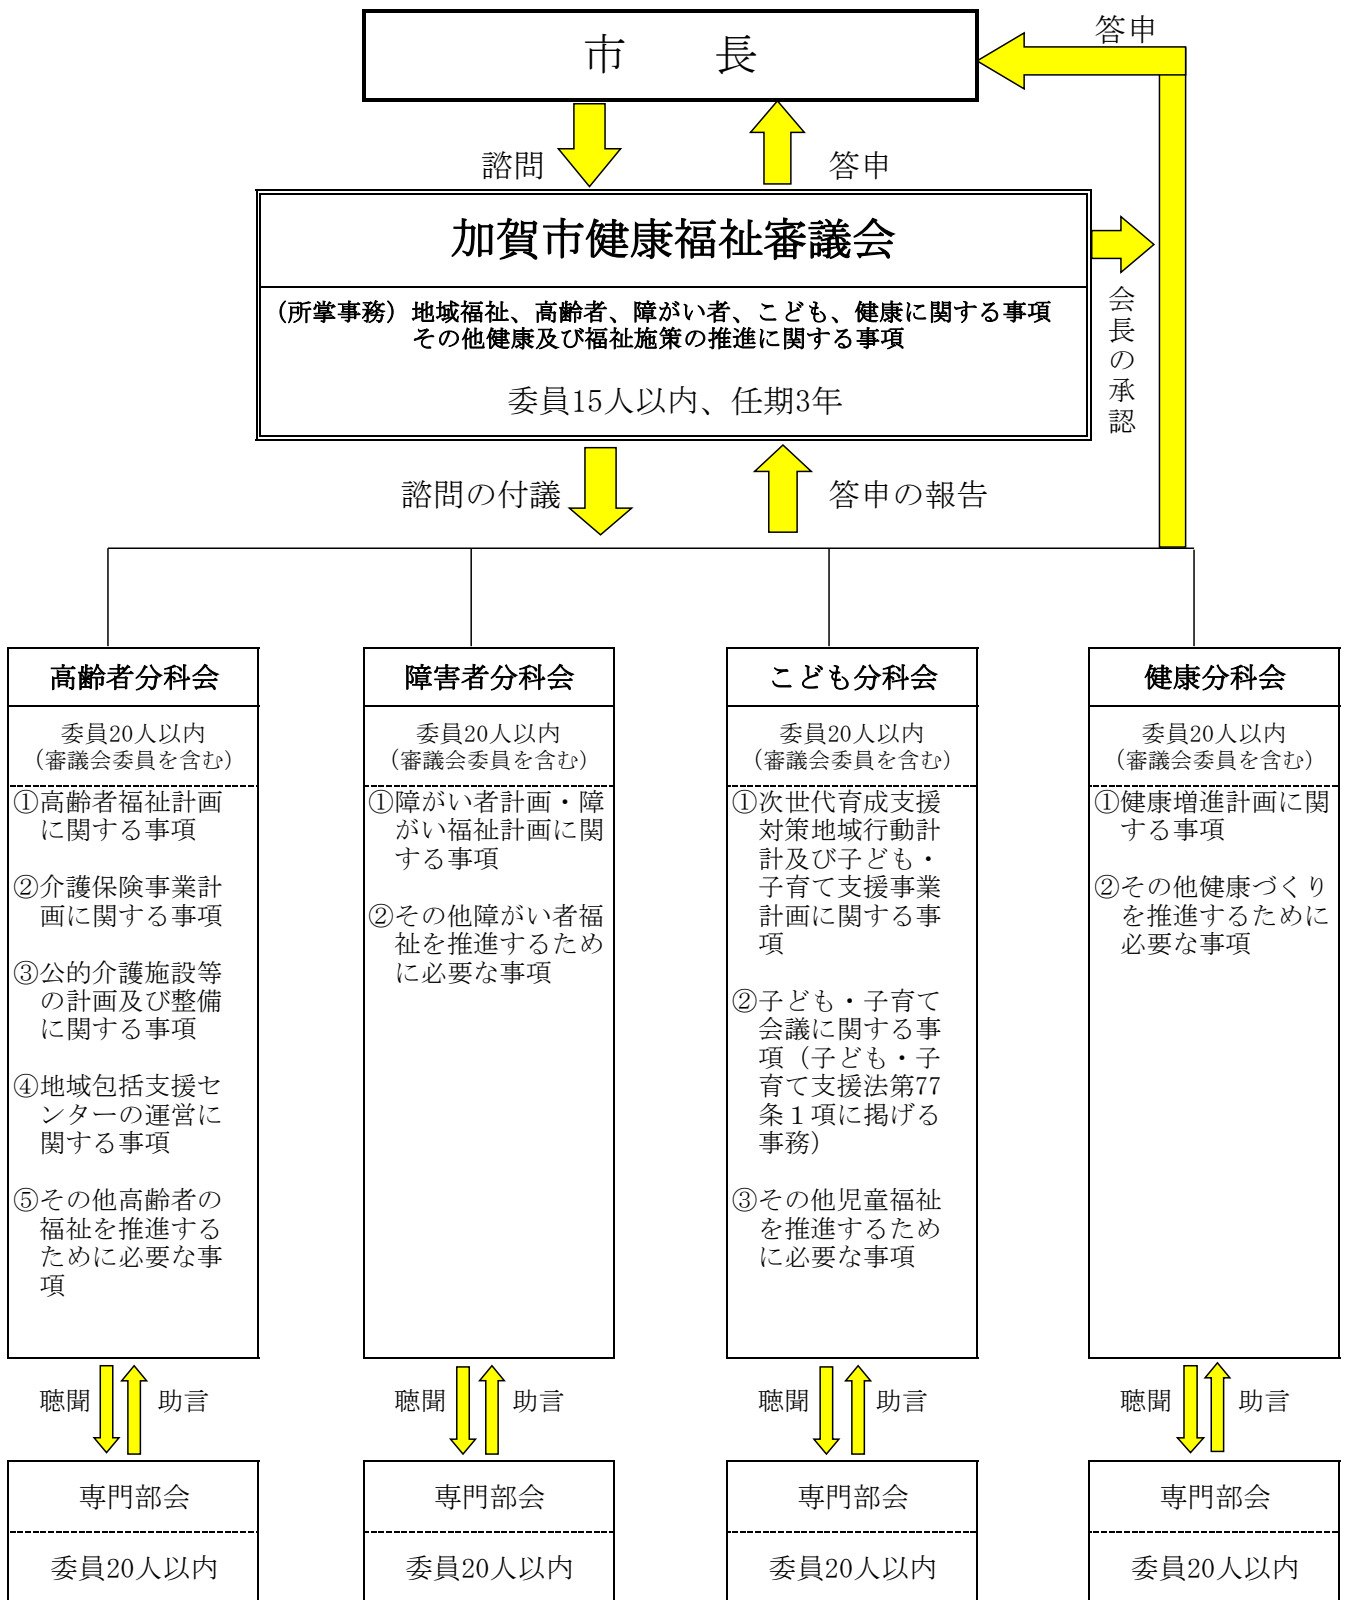 市　長
答申
諮問
答申
加賀市健康福祉審議会
（所掌事務）地域福祉、高齢者、障がい者、こども、健康に関する事項
その他健康及び福祉施策の推進に関する事項
委員15人以内、任期3年
会長の承認
諮問の付議
答申の報告
高齢者分科会
委員20人以内
（審議会委員を含む）
①高齢者福祉計画
に関する事項
②介護保険事業計
画に関する事項
③公的介護施設等
の計画及び整備
に関する事項
④地域包括支援セ
ンターの運営に
関する事項
⑤その他高齢者の
福祉を推進する
ために必要な事
項
障害者分科会
委員20人以内
（審議会委員を含む）
①障がい者計画・障
がい福祉計画に関
する事項
②その他障がい者福
祉を推進するため
に必要な事項
こども分科会
委員20人以内
（審議会委員を含む）
①次世代育成支援
対策地域行動計
計及び子ども・
子育て支援事業
計画に関する事
項
②子ども・子育て
会議に関する事
項（子ども・子
育て支援法第77
条１項に掲げる
事務）
③その他児童福祉
を推進するため
に必要な事項
健康分科会
委員20人以内
（審議会委員を含む）
①健康増進計画に関
する事項
②その他健康づくり
を推進するために
必要な事項
聴聞
助言
聴聞
助言
聴聞
助言
聴聞
助言
専門部会
委員20人以内
専門部会
委員20人以内
専門部会
委員20人以内
専門部会
委員20人以内